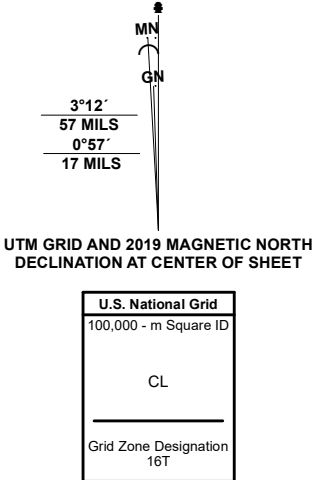 MN
GN
3°12´
57 MILS
0°57´
17 MILS
UTM GRID AND 2019 MAGNETIC NORTH
DECLINATION AT CENTER OF SHEET
U.S. National Grid
100,000 - m Square ID
CL
Grid Zone Designation
16T